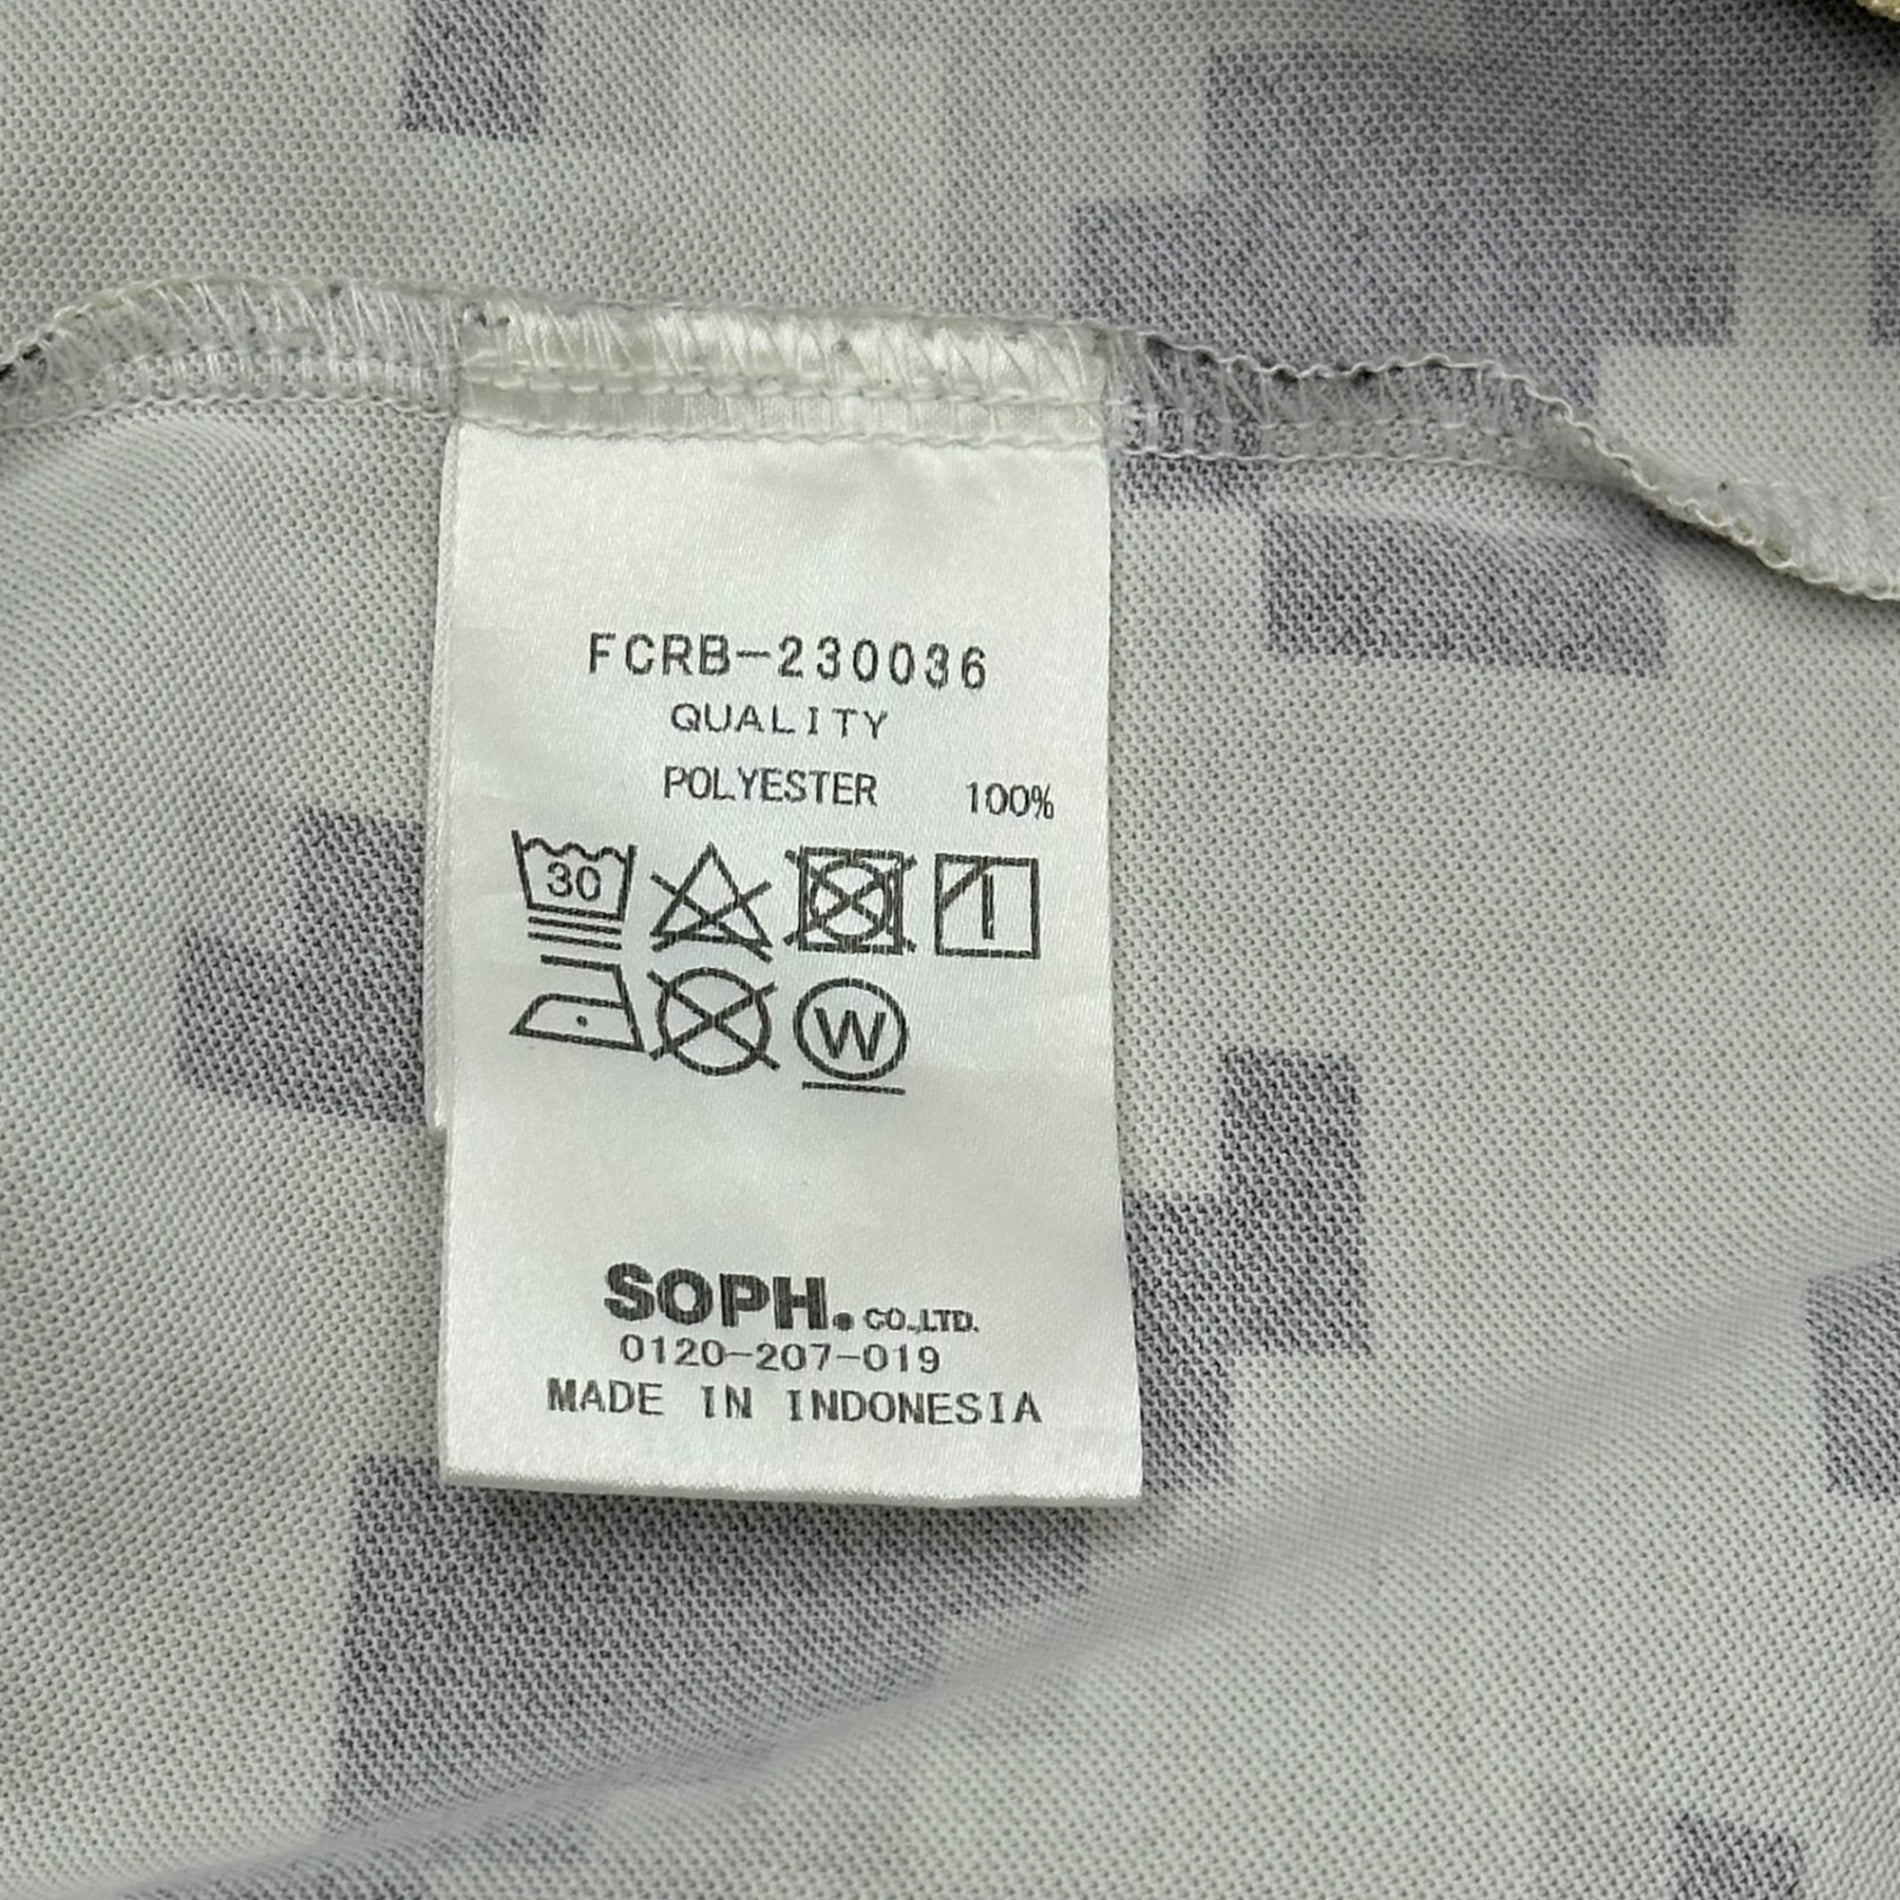 FCRB-230036
QUALITY
POLYESTER 100%
30
W
SOPH. CO.,LTD.
0120-207-019
MADE IN INDONESIA